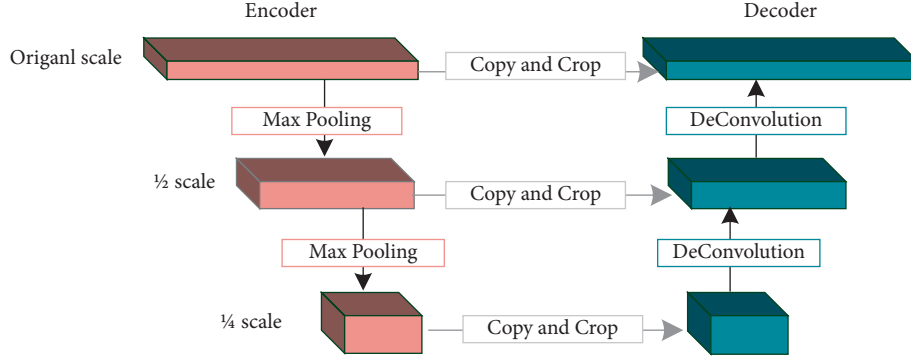 Encoder
Decoder
Origanl scale
Copy and Crop
Max Pooling
DeConvolution
½ scale
Copy and Crop
Max Pooling
DeConvolution
¼ scale
Copy and Crop